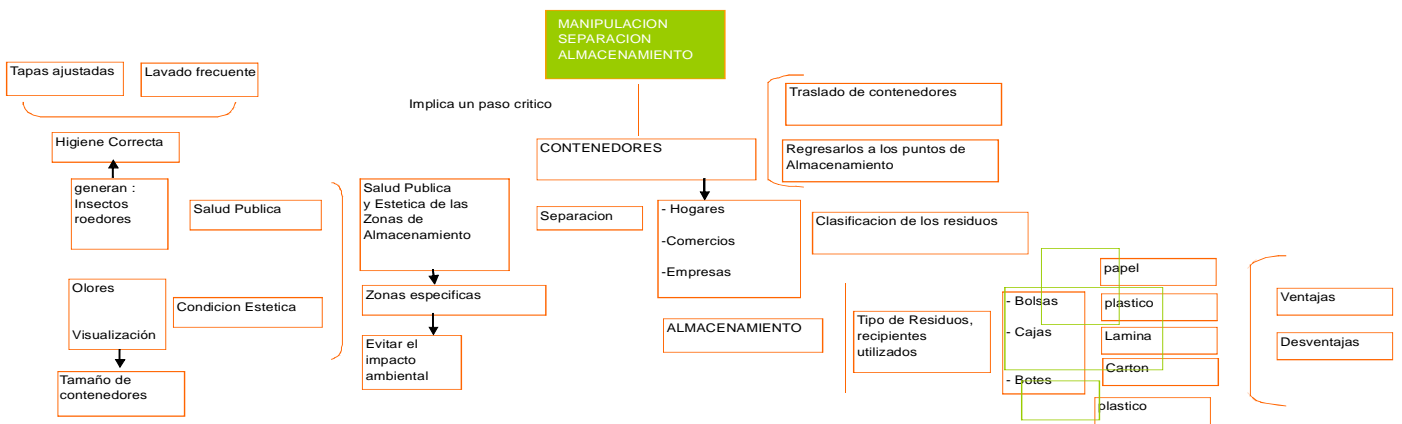 MANIPULACION
SEPARACION
ALMACENAMIENTO
Tapas ajustadas
Lavado frecuente
Implica un paso critico
Traslado de contenedores
Higiene Correcta
CONTENEDORES
Regresarlos a los puntos de
Almacenamiento
generan :
Insectos
roedores
Salud Publica
Salud Publica
y Estetica de las
Zonas de
Almacenamiento
Separacion
- Hogares
-Comercios
-Empresas
Clasificacion de los residuos
Olores
Visualización
Condicion Estetica
Zonas especificas
Evitar el
impacto
ambiental
Tamaño de
contenedores
ALMACENAMIENTO
Tipo de Residuos,
recipientes
utilizados
- Bolsas
- Cajas
- Botes
papel
plastico
Lamina
Carton
plastico
Ventajas
Desventajas